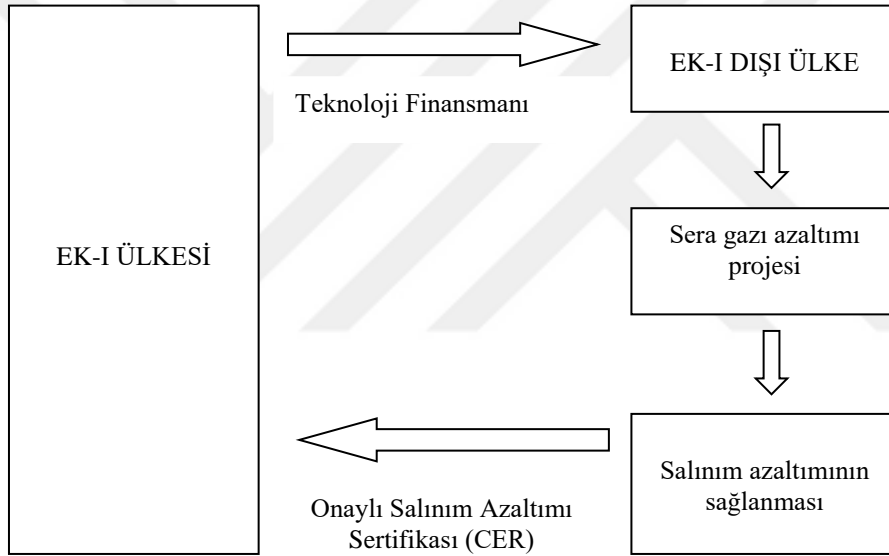 EK-I DIŞI ÜLKE
Teknoloji Finansmanı
EK-I ÜLKESİ
Sera gazı azaltımı
projesi
Salınım azaltımının
sağlanması
Onaylı Salınım Azaltımı
Sertifikası (CER)